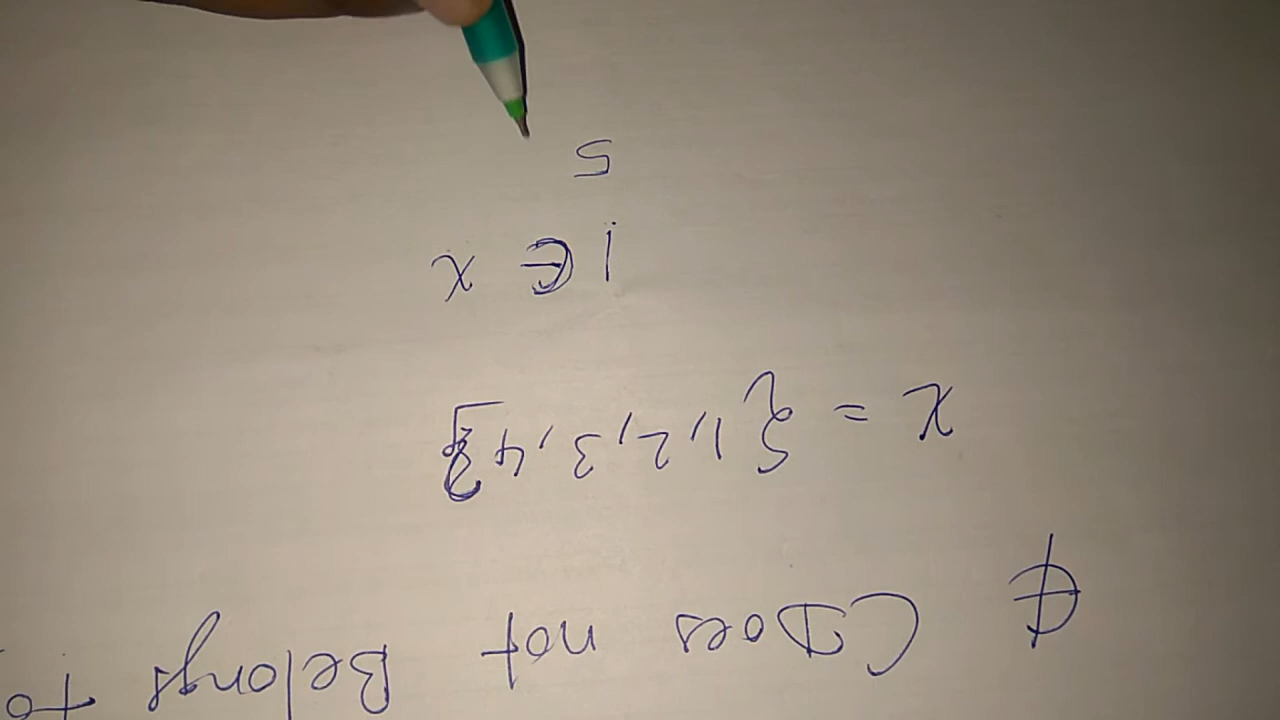 ∉ (Does not Belongs to
x = {1, 2, 3, 4}
1 ∈ x
5